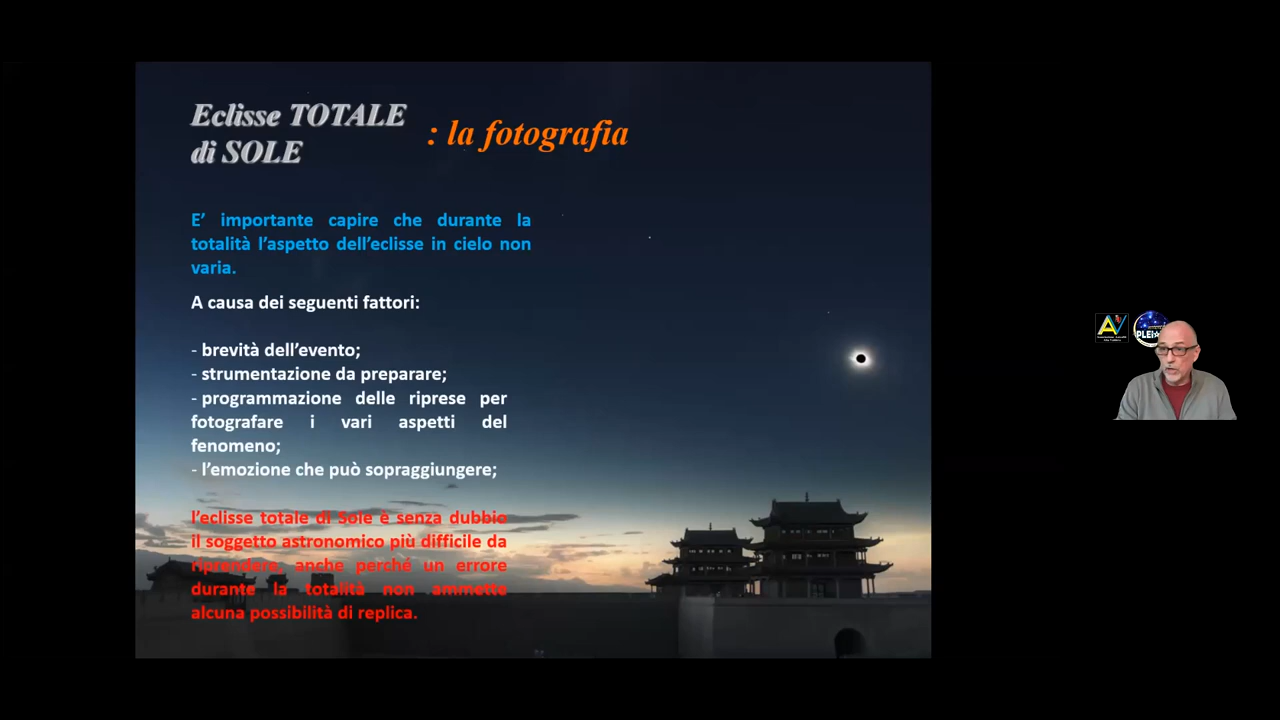 Eclisse TOTALE
di SOLE
: la fotografia
E’ importante capire che durante la
totalità l’aspetto dell’eclisse in cielo non
varia.
A causa dei seguenti fattori:
- brevità dell’evento;
- strumentazione da preparare;
- programmazione delle riprese per
fotografare i vari aspetti del
fenomeno;
- l’emozione che può sopraggiungere;
l’eclisse totale di Sole è senza dubbio
il soggetto astronomico più difficile da
riprendere, anche perché un errore
durante la totalità non ammette
alcuna possibilità di replica.
AV